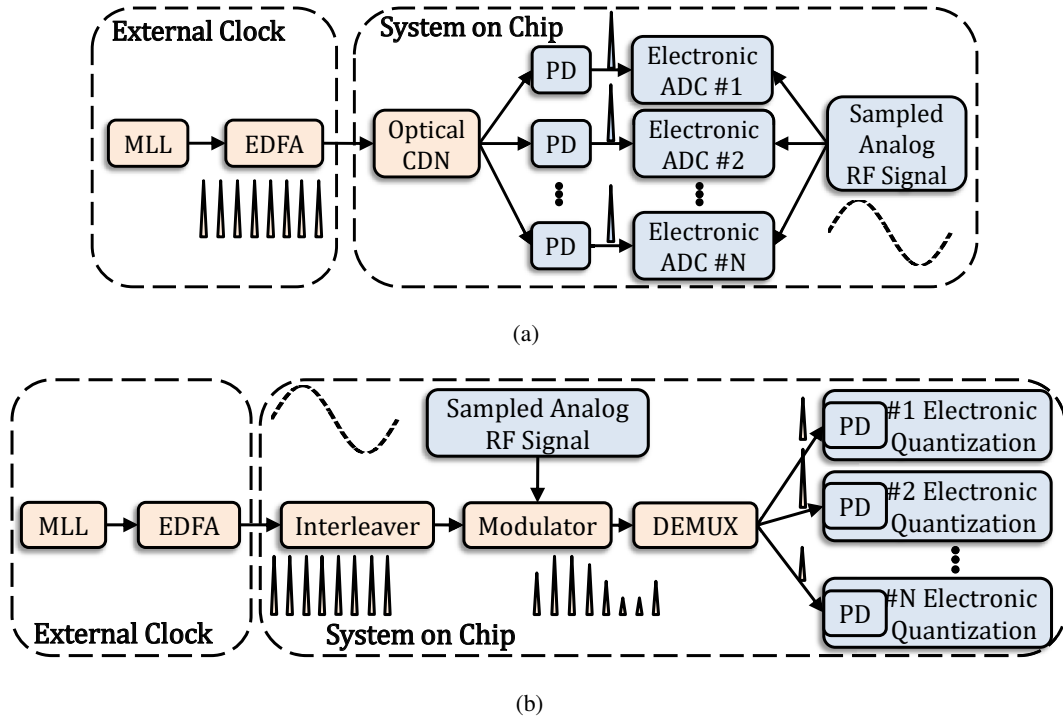 External Clock
System on Chip
MLL
EDFA
Optical
CDN
PD
Electronic
ADC #1
PD
Electronic
ADC #2
PD
Electronic
ADC #N
Sampled
Analog
RF Signal
(a)
Sampled Analog
RF Signal
MLL
EDFA
Interleaver
Modulator
DEMUX
PD
#1 Electronic
Quantization
PD
#2 Electronic
Quantization
PD
#N Electronic
Quantization
External Clock
System on Chip
(b)